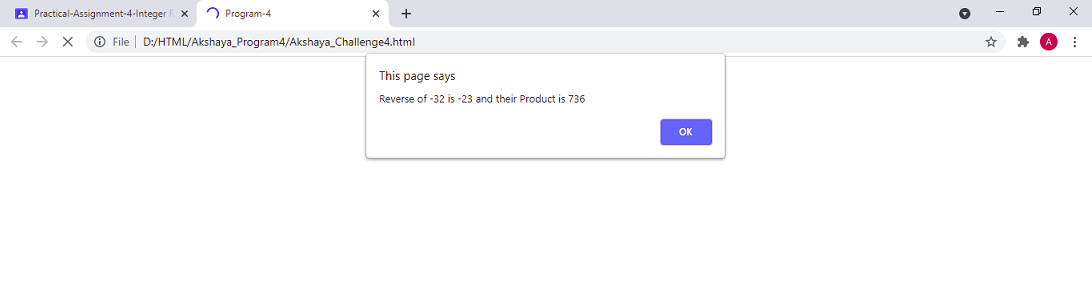 Practical-Assignment-4-Integer R
Program-4
File | D:/HTML/Akshaya_Program4/Akshaya_Challenge4.html
A
This page says
Reverse of -32 is -23 and their Product is 736
OK